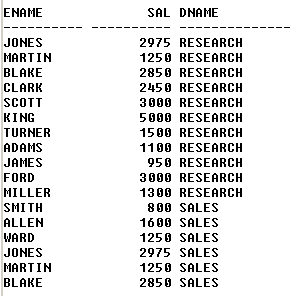 ENAME SAL DNAME
---------- ---------- --------------
JONES 2975 RESEARCH
MARTIN 1250 RESEARCH
BLAKE 2850 RESEARCH
CLARK 2450 RESEARCH
SCOTT 3000 RESEARCH
KING 5000 RESEARCH
TURNER 1500 RESEARCH
ADAMS 1100 RESEARCH
JAMES 950 RESEARCH
FORD 3000 RESEARCH
MILLER 1300 RESEARCH
SMITH 800 SALES
ALLEN 1600 SALES
WARD 1250 SALES
JONES 2975 SALES
MARTIN 1250 SALES
BLAKE 2850 SALES